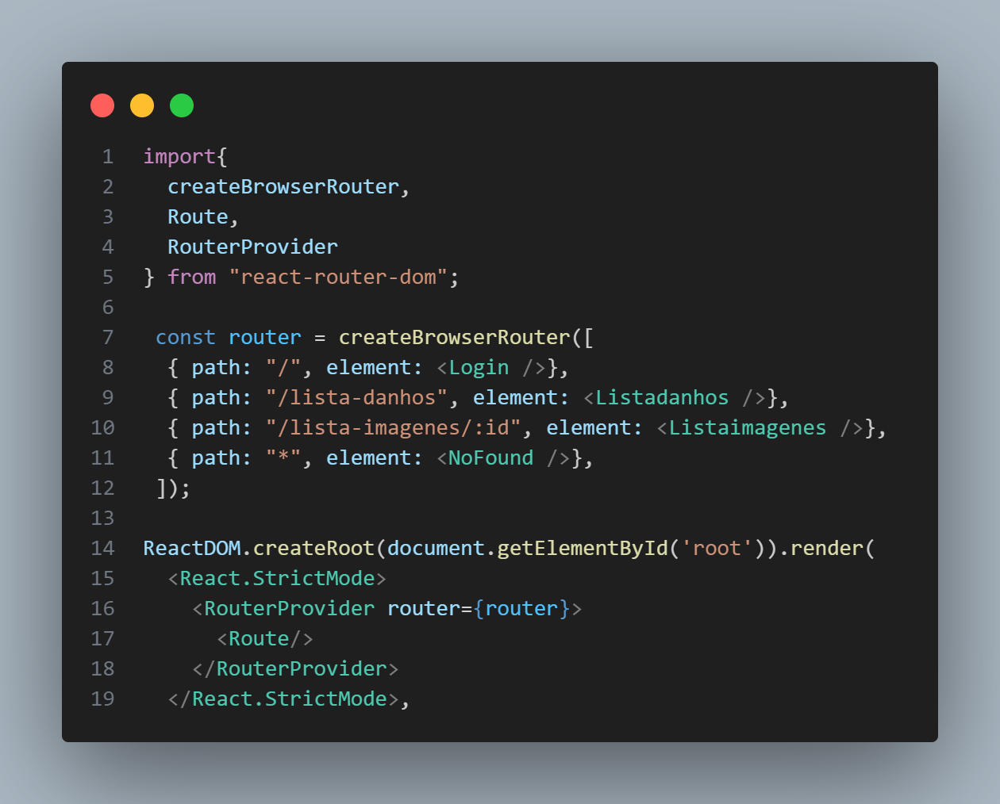 1 import{
2 createBrowserRouter,
3 Route,
4 RouterProvider
5 } from "react-router-dom";
6
7 const router = createBrowserRouter([
8 { path: "/", element: <Login />},
9 { path: "/lista-danhos", element: <Listadanhos />},
10 { path: "/lista-imagenes/:id", element: <Listaimagenes />},
11 { path: "*", element: <NoFound />},
12 ]);
13
14 ReactDOM.createRoot(document.getElementById('root')).render(
15 <React.StrictMode>
16 <RouterProvider router={router}>
17 <Route/>
18 </RouterProvider>
19 </React.StrictMode>,